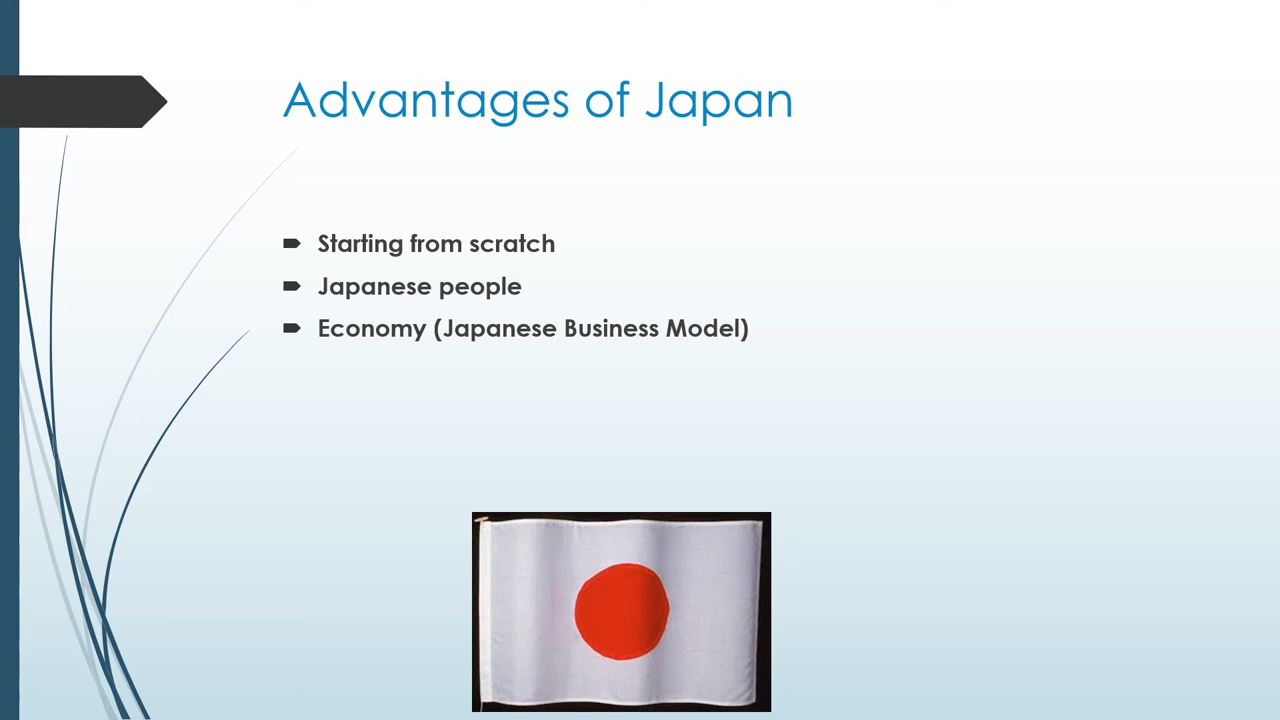 Advantages of Japan
Starting from scratch
Japanese people
Economy (Japanese Business Model)